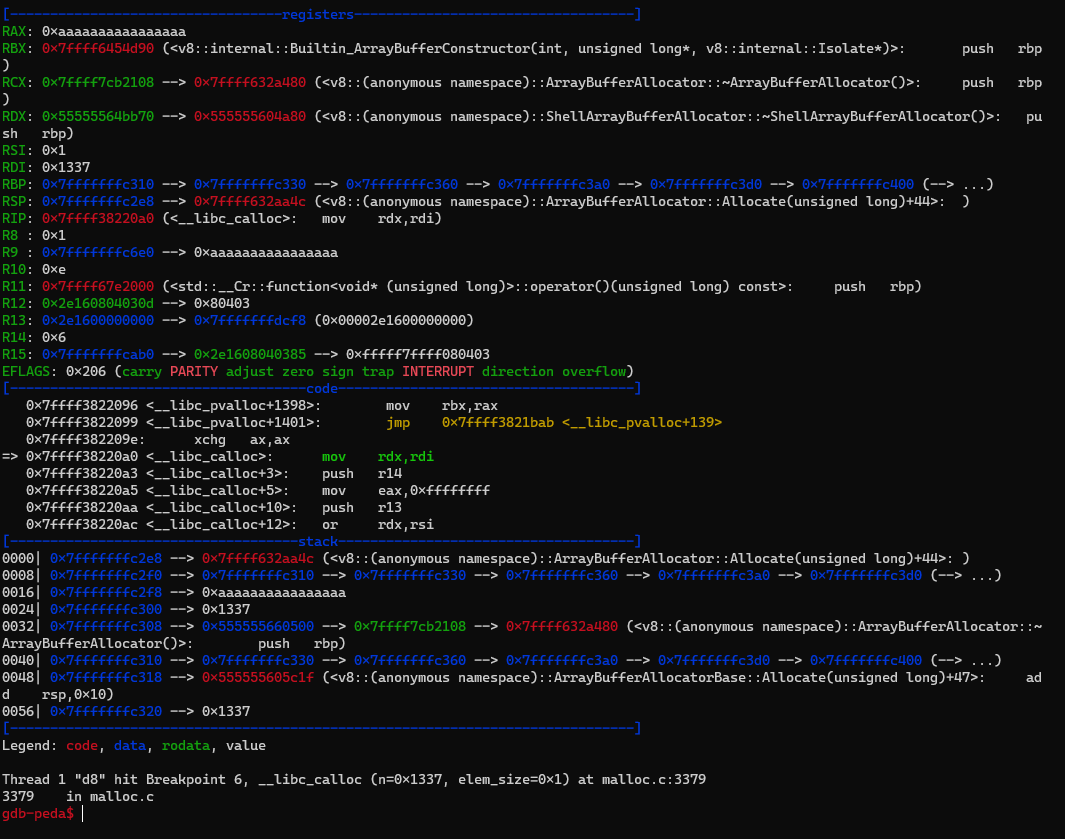 [----------------------------------registers-----------------------------------]
RAX: 0xaaaaaaaaaaaaaaaa
RBX: 0x7ffff6454d90 (<v8::internal::Builtin_ArrayBufferConstructor(int, unsigned long*, v8::internal::Isolate*)>:       push   rbp
)
RCX: 0x7ffff7cb2108 --> 0x7ffff632a480 (<v8::(anonymous namespace)::ArrayBufferAllocator::~ArrayBufferAllocator()>:     push   rbp
)
RDX: 0x55555564bb70 --> 0x555555604a80 (<v8::(anonymous namespace)::ShellArrayBufferAllocator::~ShellArrayBufferAllocator()>:   pu
sh   rbp)
RSI: 0x1
RDI: 0x1337
RBP: 0x7fffffffc310 --> 0x7fffffffc330 --> 0x7fffffffc360 --> 0x7fffffffc3a0 --> 0x7fffffffc3d0 --> 0x7fffffffc400 (--> ...)
RSP: 0x7fffffffc2e8 --> 0x7ffff632aa4c (<v8::(anonymous namespace)::ArrayBufferAllocator::Allocate(unsigned long)+44>:  )
RIP: 0x7ffff38220a0 (<__libc_calloc>:   mov    rdx,rdi)
R8 : 0x1
R9 : 0x7fffffffc6e0 --> 0xaaaaaaaaaaaaaaaa
R10: 0xe
R11: 0x7ffff67e2000 (<std::__Cr::function<void* (unsigned long)>::operator()(unsigned long) const>:     push   rbp)
R12: 0x2e160804030d --> 0x80403
R13: 0x2e1600000000 --> 0x7fffffffdcf8 (0x00002e1600000000)
R14: 0x6
R15: 0x7fffffffcab0 --> 0x2e1608040385 --> 0xfffff7ffff080403
EFLAGS: 0x206 (carry PARITY adjust zero sign trap INTERRUPT direction overflow)
[-------------------------------------code-------------------------------------]
   0x7ffff3822096 <__libc_pvalloc+1398>:        mov    rbx,rax
   0x7ffff3822099 <__libc_pvalloc+1401>:        jmp    0x7ffff3821bab <__libc_pvalloc+139>
   0x7ffff382209e:      xchg   ax,ax
=> 0x7ffff38220a0 <__libc_calloc>:      mov    rdx,rdi
   0x7ffff38220a3 <__libc_calloc+3>:    push   r14
   0x7ffff38220a5 <__libc_calloc+5>:    mov    eax,0xffffffff
   0x7ffff38220aa <__libc_calloc+10>:   push   r13
   0x7ffff38220ac <__libc_calloc+12>:   or     rdx,rsi
[------------------------------------stack-------------------------------------]
0000| 0x7fffffffc2e8 --> 0x7ffff632aa4c (<v8::(anonymous namespace)::ArrayBufferAllocator::Allocate(unsigned long)+44>: )
0008| 0x7fffffffc2f0 --> 0x7fffffffc310 --> 0x7fffffffc330 --> 0x7fffffffc360 --> 0x7fffffffc3a0 --> 0x7fffffffc3d0 (--> ...)
0016| 0x7fffffffc2f8 --> 0xaaaaaaaaaaaaaaaa
0024| 0x7fffffffc300 --> 0x1337
0032| 0x7fffffffc308 --> 0x555555660500 --> 0x7ffff7cb2108 --> 0x7ffff632a480 (<v8::(anonymous namespace)::ArrayBufferAllocator::~
ArrayBufferAllocator()>:        push   rbp)
0040| 0x7fffffffc310 --> 0x7fffffffc330 --> 0x7fffffffc360 --> 0x7fffffffc3a0 --> 0x7fffffffc3d0 --> 0x7fffffffc400 (--> ...)
0048| 0x7fffffffc318 --> 0x555555605c1f (<v8::(anonymous namespace)::ArrayBufferAllocatorBase::Allocate(unsigned long)+47>:     ad
d    rsp,0x10)
0056| 0x7fffffffc320 --> 0x1337
[------------------------------------------------------------------------------]
Legend: code, data, rodata, value

Thread 1 "d8" hit Breakpoint 6, __libc_calloc (n=0x1337, elem_size=0x1) at malloc.c:3379
3379    in malloc.c
gdb-peda$